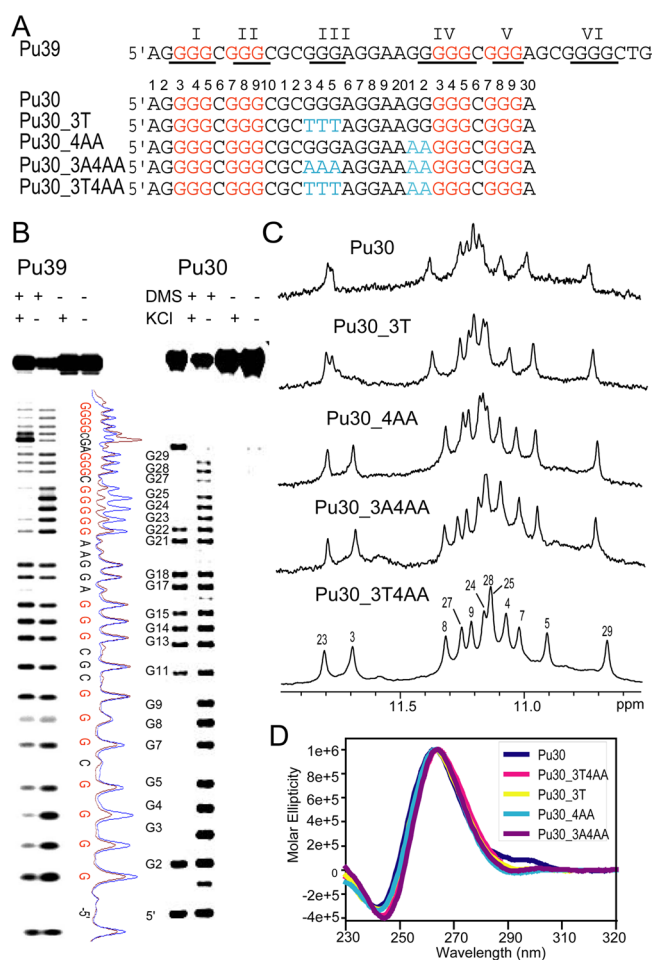 A
I II III IV V VI
Pu39 5'AGGGGCGGGCGCGGGAGGAAGGGGGCGGGAGCGGGGCTG
1 2 3 4 5 7 8 9 10 1 2 3 4 5 6 7 8 9 20 1 2 3 4 5 6 7 8 9 30
Pu30 5'AGGGGCGGGCGCGGGAGGAAGGGGGCGGGA
Pu30_3T 5'AGGGGCGGGCGCTTTAGGAAGGGGGCGGGA
Pu30_4AA 5'AGGGGCGGGCGCGGGAGGAAAAGGGCGGGA
Pu30_3A4AA 5'AGGGGCGGGCGCAAAAGGAAAAGGGCGGGA
Pu30_3T4AA 5'AGGGGCGGGCGCTTTAGGAAAAGGGCGGGA
B
Pu39 Pu30
+ + - - DMS + + - -
+ - + - KCl + - + -
GGGGCGAGGGCGGGGGAAGGAGGGCGCGGGCGGGG
-5'
G29
G28
G27
G25
G24
G23
G22
G21
G18
G17
G15
G14
G13
G11
G9
G8
G7
G5
G4
G3
G2
5'
C
Pu30
Pu30_3T
Pu30_4AA
Pu30_3A4AA
Pu30_3T4AA
23 3 8 27 9 24 28 25 4 7 5 29
11.5 11.0 ppm
D
Molar Ellipticity
1e+6
8e+5
6e+5
4e+5
2e+5
0
-2e+5
-4e+5
Pu30
Pu30_3T4AA
Pu30_3T
Pu30_4AA
Pu30_3A4AA
230 260 290 320
Wavelength (nm)